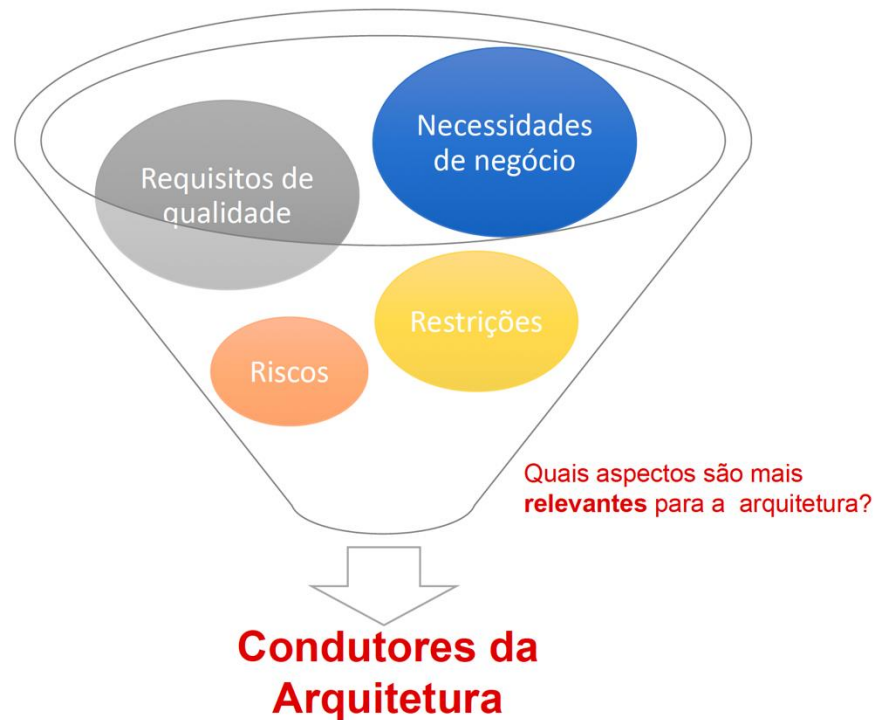 Necessidades
de negócio
Requisitos de
qualidade
Restrições
Riscos
Quais aspectos são mais
relevantes para a arquitetura?
Condutores da
Arquitetura